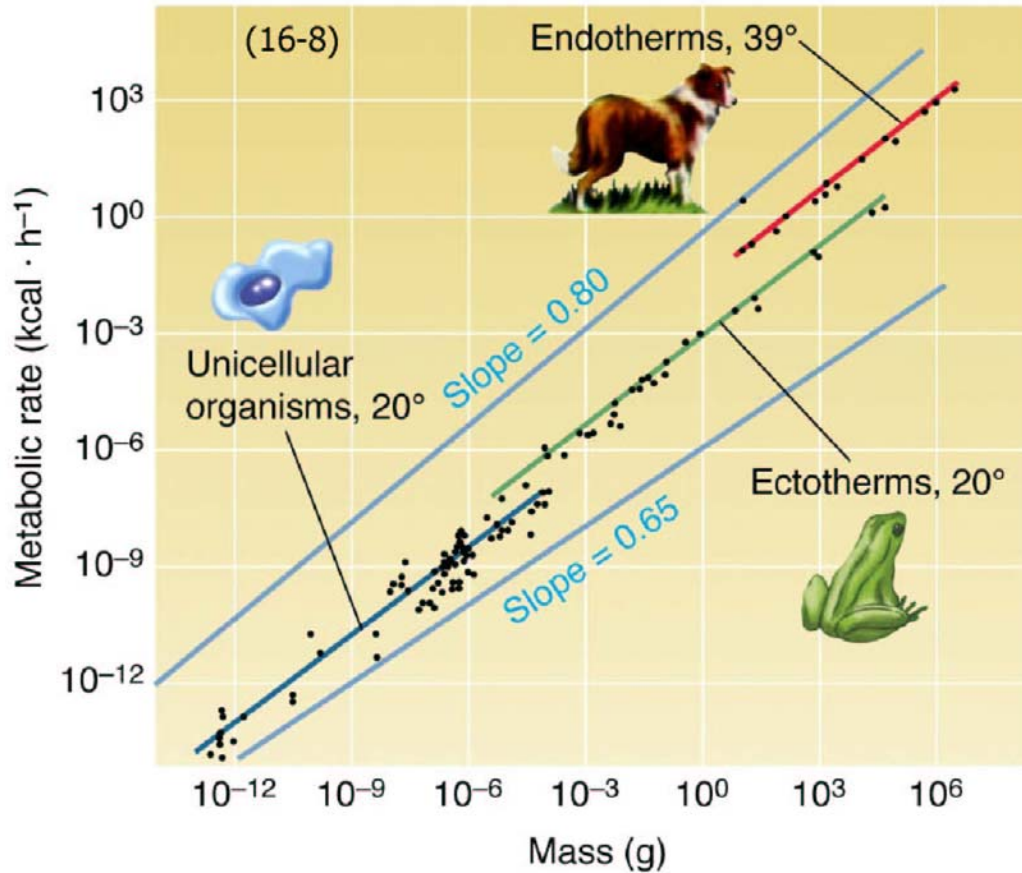 (16-8)
Endotherms, 39°
10³
10⁰
10⁻³
10⁻⁶
10⁻⁹
10⁻¹²
Metabolic rate (kcal · h⁻¹)
Unicellular
organisms, 20°
Slope = 0.80
Slope = 0.65
Ectotherms, 20°
10⁻¹² 10⁻⁹ 10⁻⁶ 10⁻³ 10⁰ 10³ 10⁶
Mass (g)